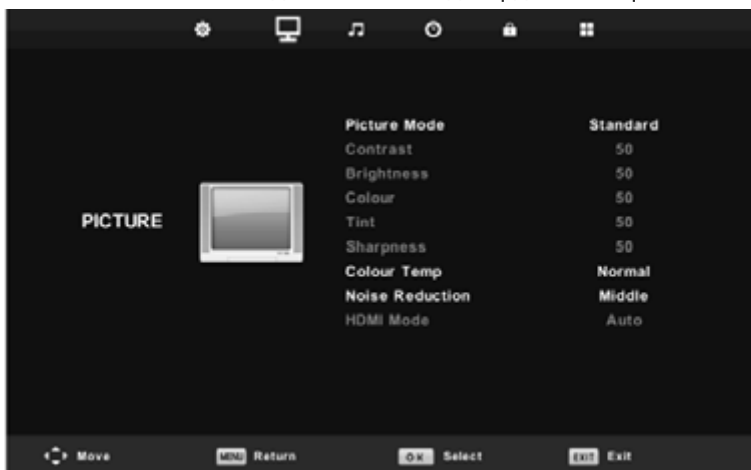 Picture Mode Standard
Contrast 50
Brightness 50
Colour 50
PICTURE
Tint 50
Sharpness 50
Colour Temp Normal
Noise Reduction Middle
HDMI Mode Auto
Move MENU Return OK Select EXIT Exit